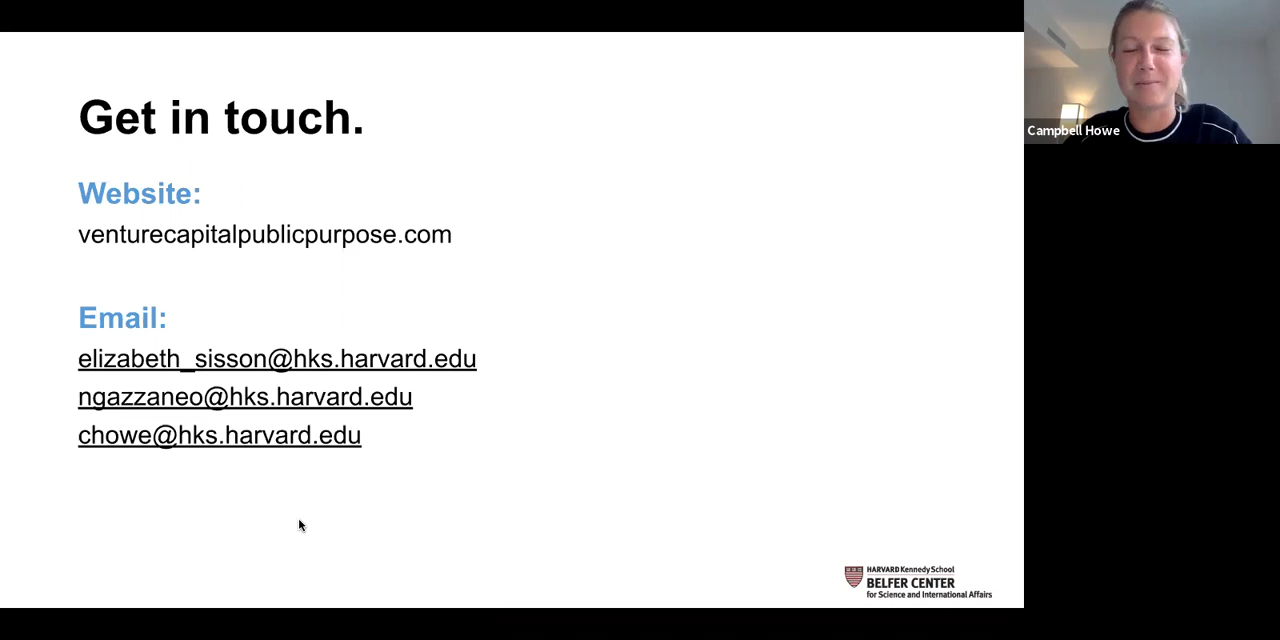 Get in touch.
Website:
venturecapitalpublicpurpose.com
Email:
elizabeth_sisson@hks.harvard.edu
ngazzaneo@hks.harvard.edu
chowe@hks.harvard.edu
HARVARD Kennedy School
BELFER CENTER
for Science and International Affairs
Campbell Howe